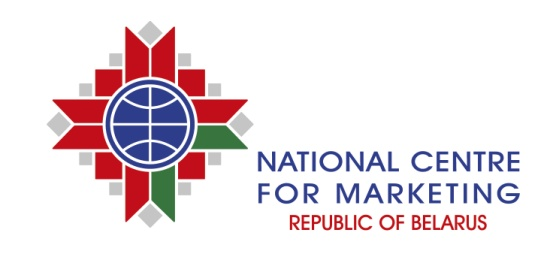 NATIONAL CENTRE
FOR MARKETING
REPUBLIC OF BELARUS